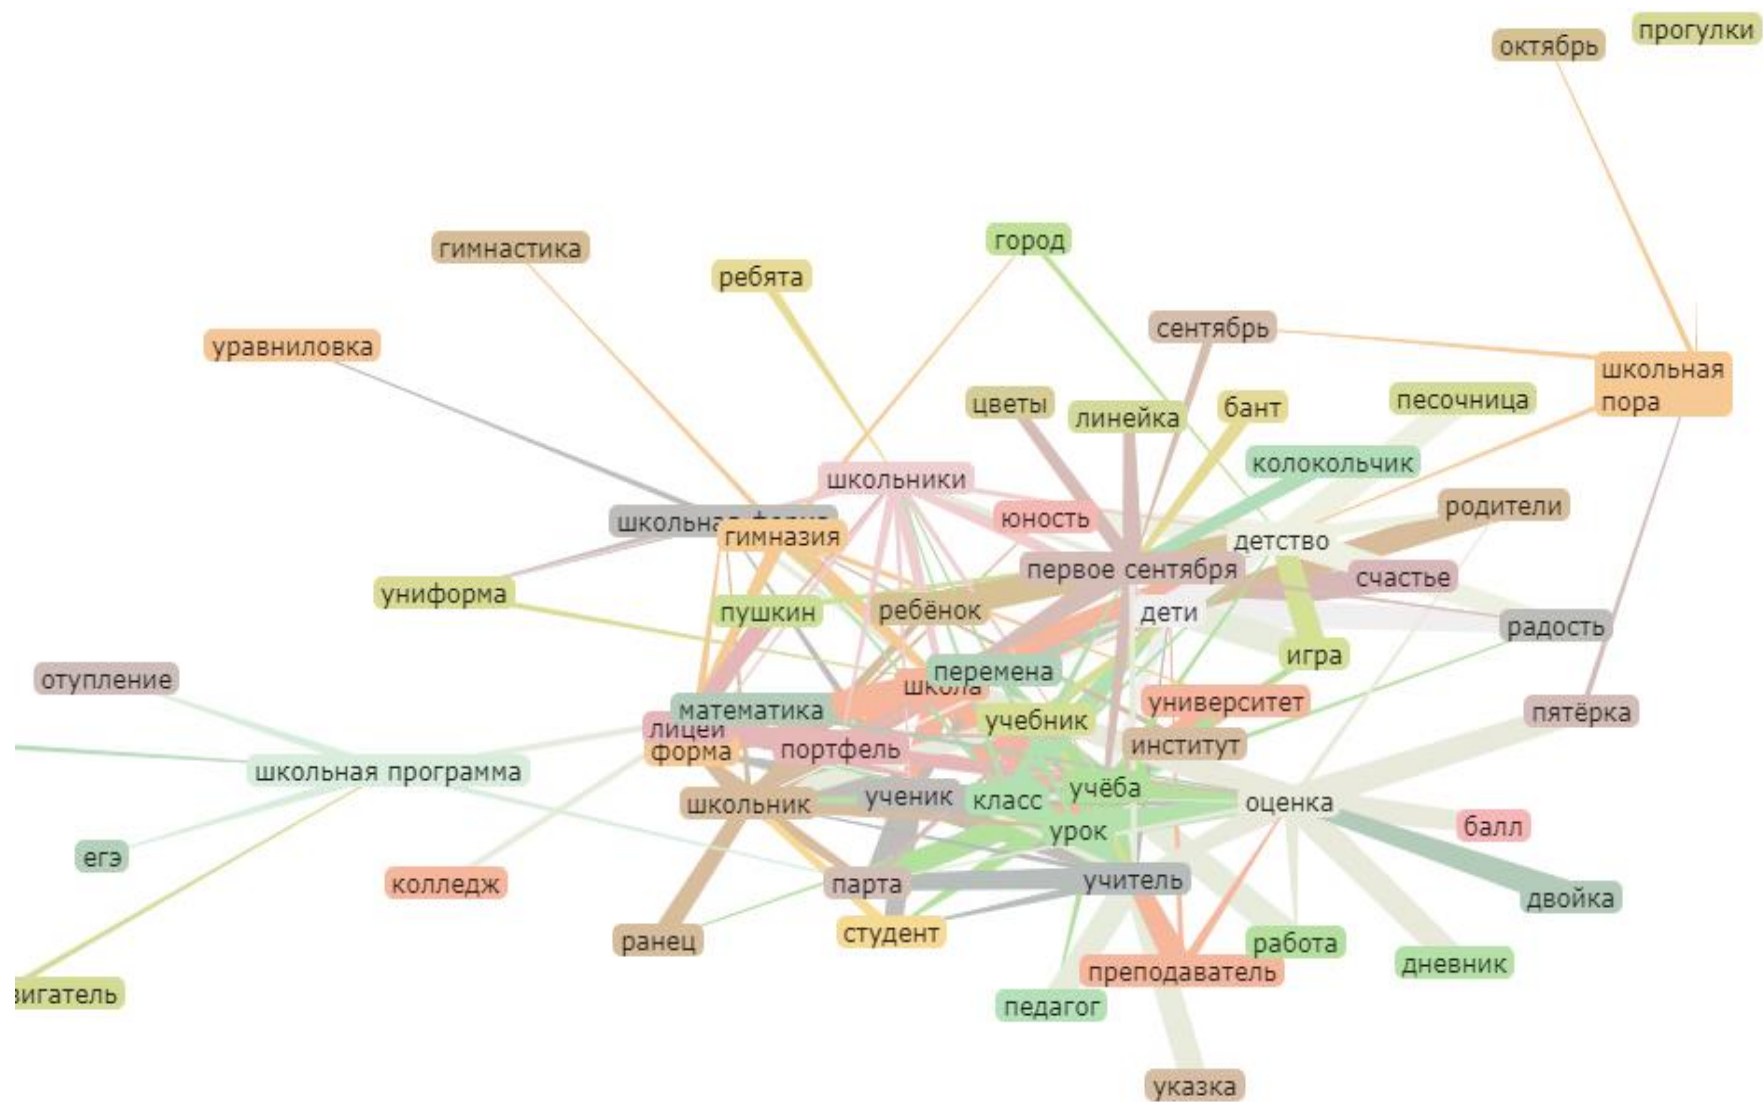 прогулки
октябрь
город
гимнастика
ребята
сентябрь
уравниловка
школьная
пора
песочница
цветы
линейка
бант
колокольчик
школьники
родители
юность
школьная форма
гимназия
детство
первое сентября
счастье
униформа
пушкин
ребёнок
дети
радость
игра
перемена
отупление
школа
университет
математика
учебник
пятёрка
лицей
форма
портфель
институт
школьная программа
учёба
ученик
класс
школьник
оценка
урок
балл
егэ
колледж
парта
учитель
двойка
студент
ранец
работа
дневник
преподаватель
вигатель
педагог
указка